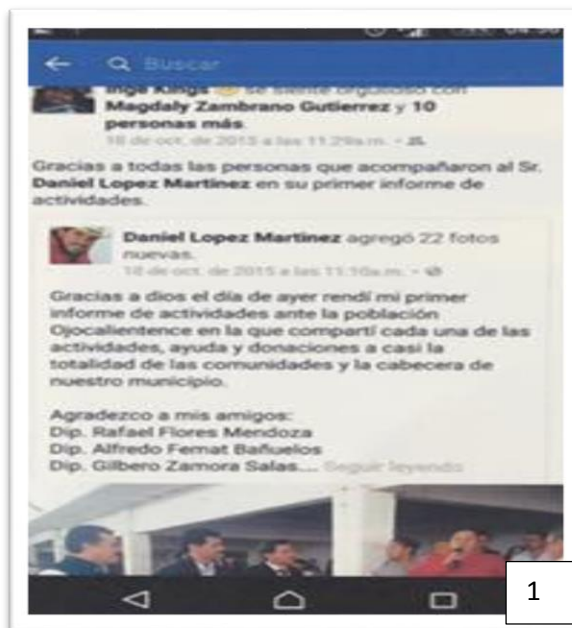 Buscar
Inge Kings se siente orgulloso con
Magdaly Zambrano Gutierrez y 10
personas más.
18 de oct. de 2015 a las 11:29a.m.
Gracias a todas las personas que acompañaron al Sr.
Daniel Lopez Martinez en su primer informe de
actividades.
Daniel Lopez Martinez agregó 22 fotos
nuevas.
18 de oct. de 2015 a las 11:10a.m.
Gracias a dios el día de ayer rendí mi primer
informe de actividades ante la población
Ojocalientence en la que compartí cada una de las
actividades, ayuda y donaciones a casi la
totalidad de las comunidades y la cabecera de
nuestro municipio.
Agradezco a mis amigos:
Dip. Rafael Flores Mendoza
Dip. Alfredo Femat Bañuelos
Dip. Gilbero Zamora Salas... Seguir leyendo
1